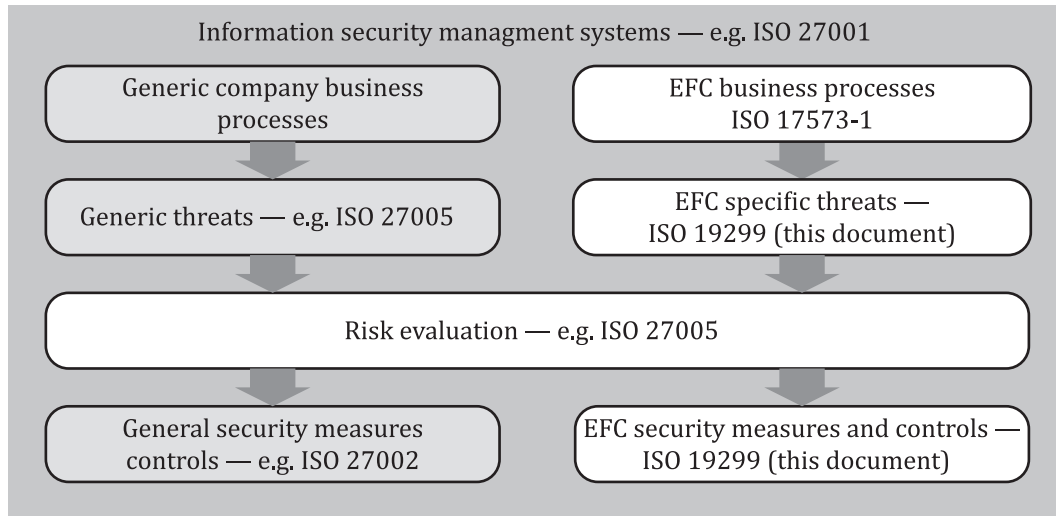 Information security managment systems — e.g. ISO 27001
Generic company business
processes
EFC business processes
ISO 17573-1
Generic threats — e.g. ISO 27005
EFC specific threats —
ISO 19299 (this document)
Risk evaluation — e.g. ISO 27005
General security measures
controls — e.g. ISO 27002
EFC security measures and controls —
ISO 19299 (this document)